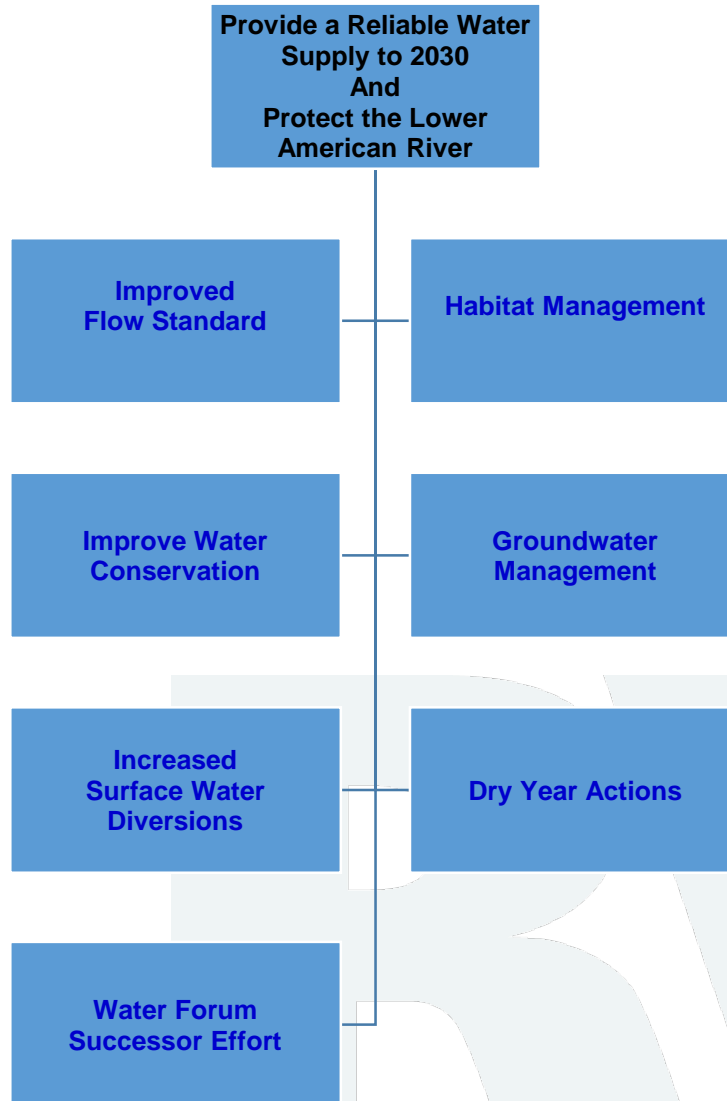 Provide a Reliable Water
Supply to 2030
And
Protect the Lower
American River
Improved
Flow Standard
Habitat Management
Improve Water
Conservation
Groundwater
Management
Increased
Surface Water
Diversions
Dry Year Actions
Water Forum
Successor Effort